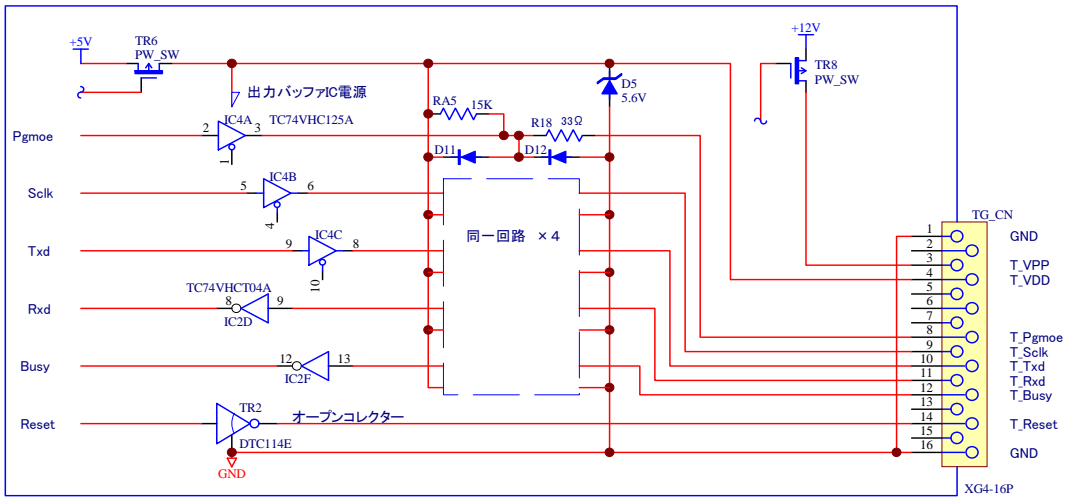 +5V
TR6
PW_SW
+12V
TR8
PW_SW
出力バッファIC電源
D5
5.6V
RA5 15K
R18 33Ω
Pgmoe
2 IC4A 3 TC74VHC125A
1
D11
D12
Sclk
5 IC4B 6
4
同一回路 ×4
Txd
9 IC4C 8
10
TC74VHCT04A
Rxd
8 9
IC2D
Busy
12 13
IC2F
Reset
TR2
オープンコレクター
DTC114E
GND
TG_CN
1 GND
2
3 T_VPP
4 T_VDD
5
6
7
8 T_Pgmoe
9 T_Sclk
10 T_Txd
11 T_Rxd
12 T_Busy
13
14 T_Reset
15
16 GND
XG4-16P